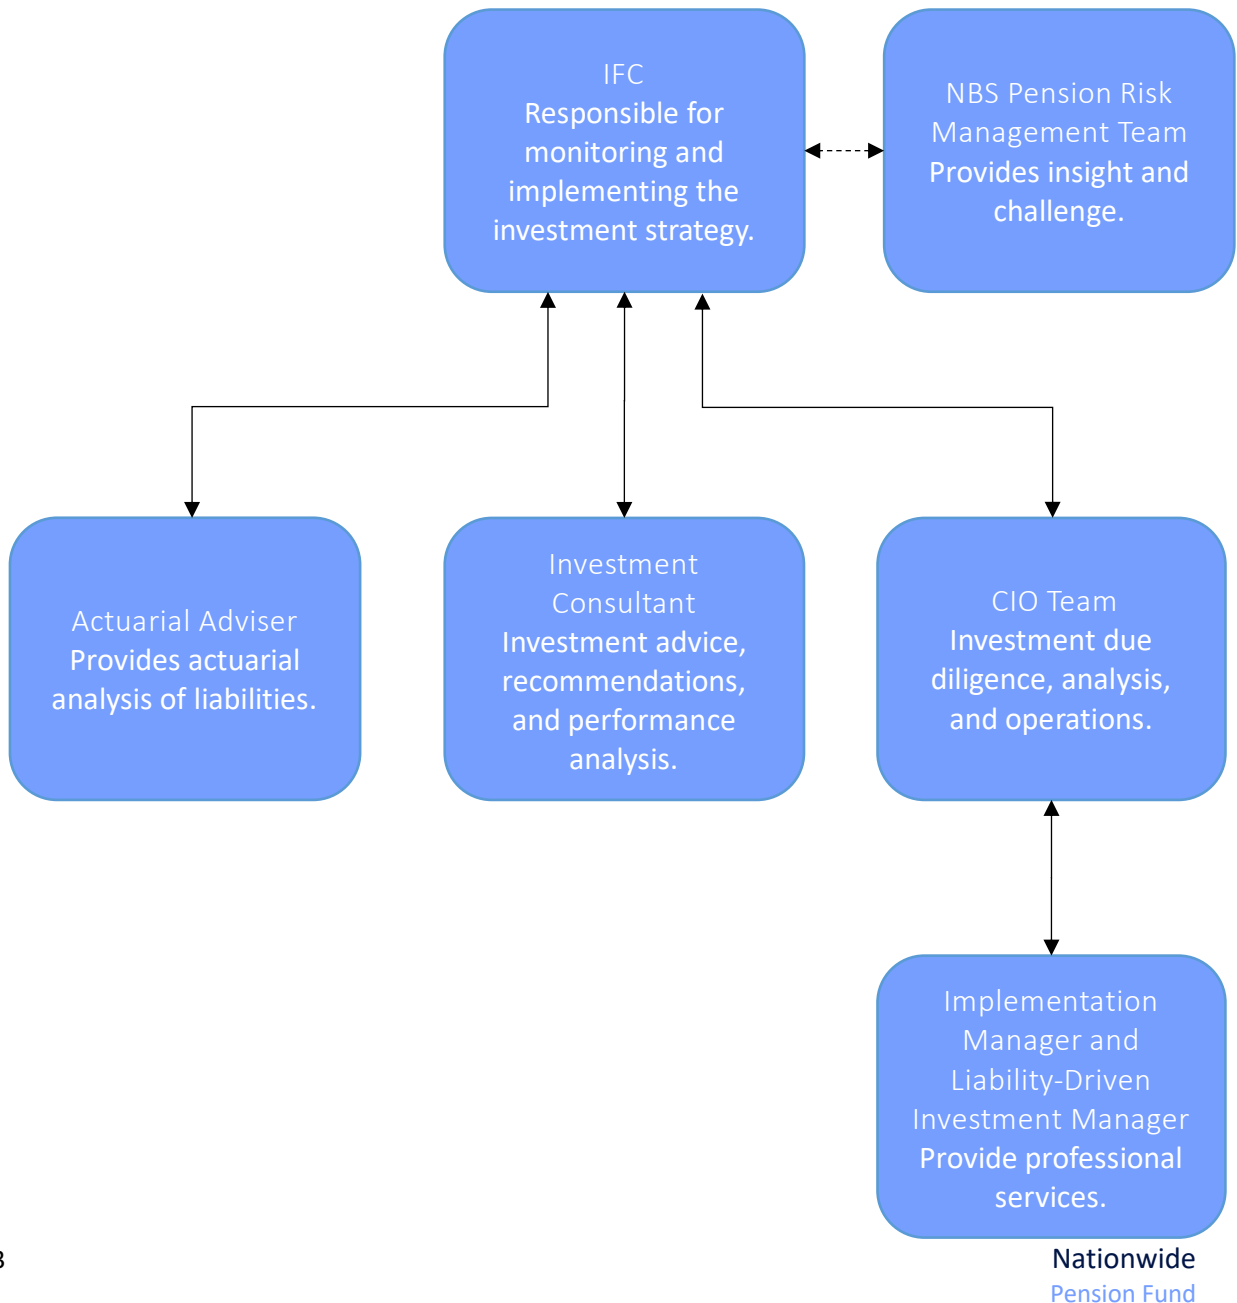 IFC
Responsible for
monitoring and
implementing the
investment strategy.
NBS Pension Risk
Management Team
Provides insight and
challenge.
Actuarial Adviser
Provides actuarial
analysis of liabilities.
Investment
Consultant
Investment advice,
recommendations,
and performance
analysis.
CIO Team
Investment due
diligence, analysis,
and operations.
Implementation
Manager and
Liability-Driven
Investment Manager
Provide professional
services.
Nationwide
Pension Fund